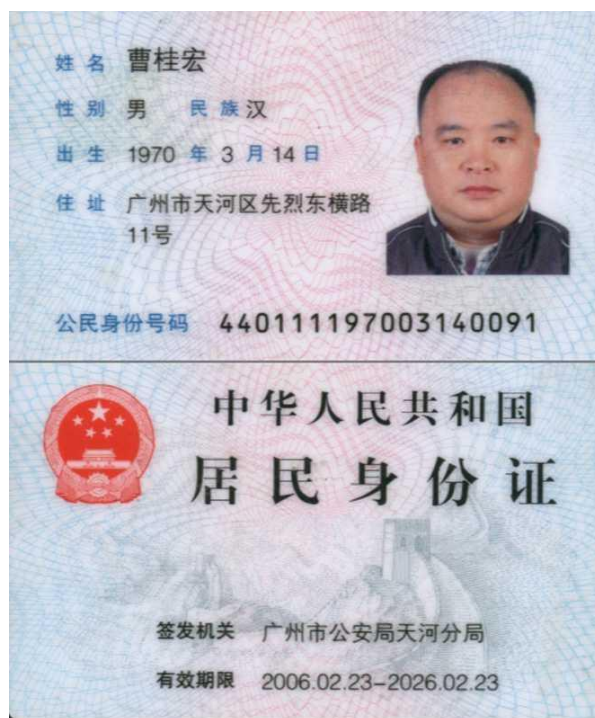 姓名 曹桂宏
性别 男 民族 汉
出生 1970 年 3 月 14 日
住址 广州市天河区先烈东横路
11号
公民身份号码 440111197003140091
中华人民共和国
居民身份证
签发机关 广州市公安局天河分局
有效期限 2006.02.23-2026.02.23